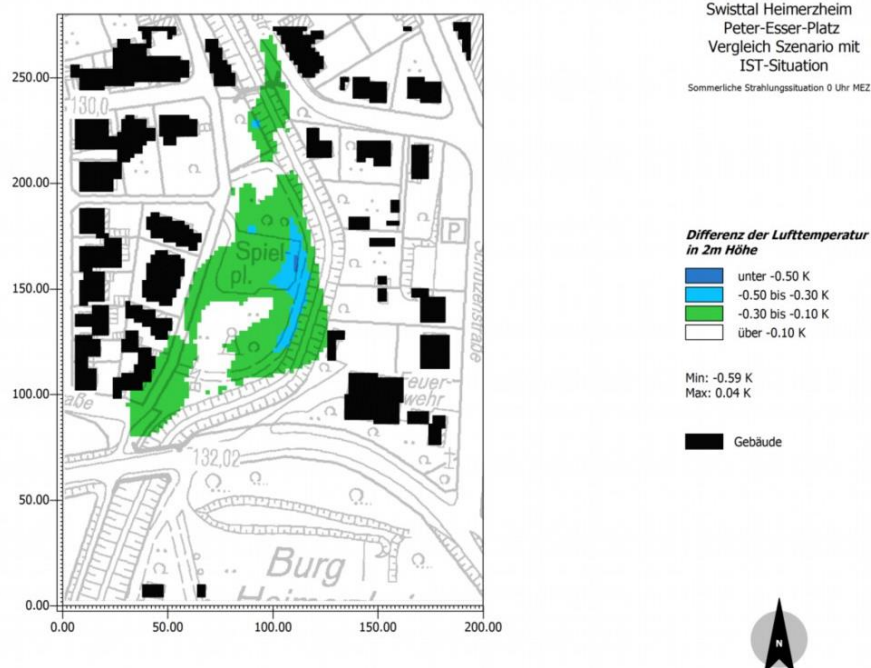 Swisttal Heimerzheim
Peter-Esser-Platz
Vergleich Szenario mit
IST-Situation
Sommerliche Strahlungssituation 0 Uhr MEZ
250.00
200.00
150.00
100.00
50.00
0.00
0.00
50.00
100.00
150.00
200.00
130,0
Spiel-
pl.
P
Feuer-
wehr
aße
132,02
Burg
Differenz der Lufttemperatur
in 2m Höhe
unter -0.50 K
-0.50 bis -0.30 K
-0.30 bis -0.10 K
über -0.10 K
Min: -0.59 K
Max: 0.04 K
Gebäude
N